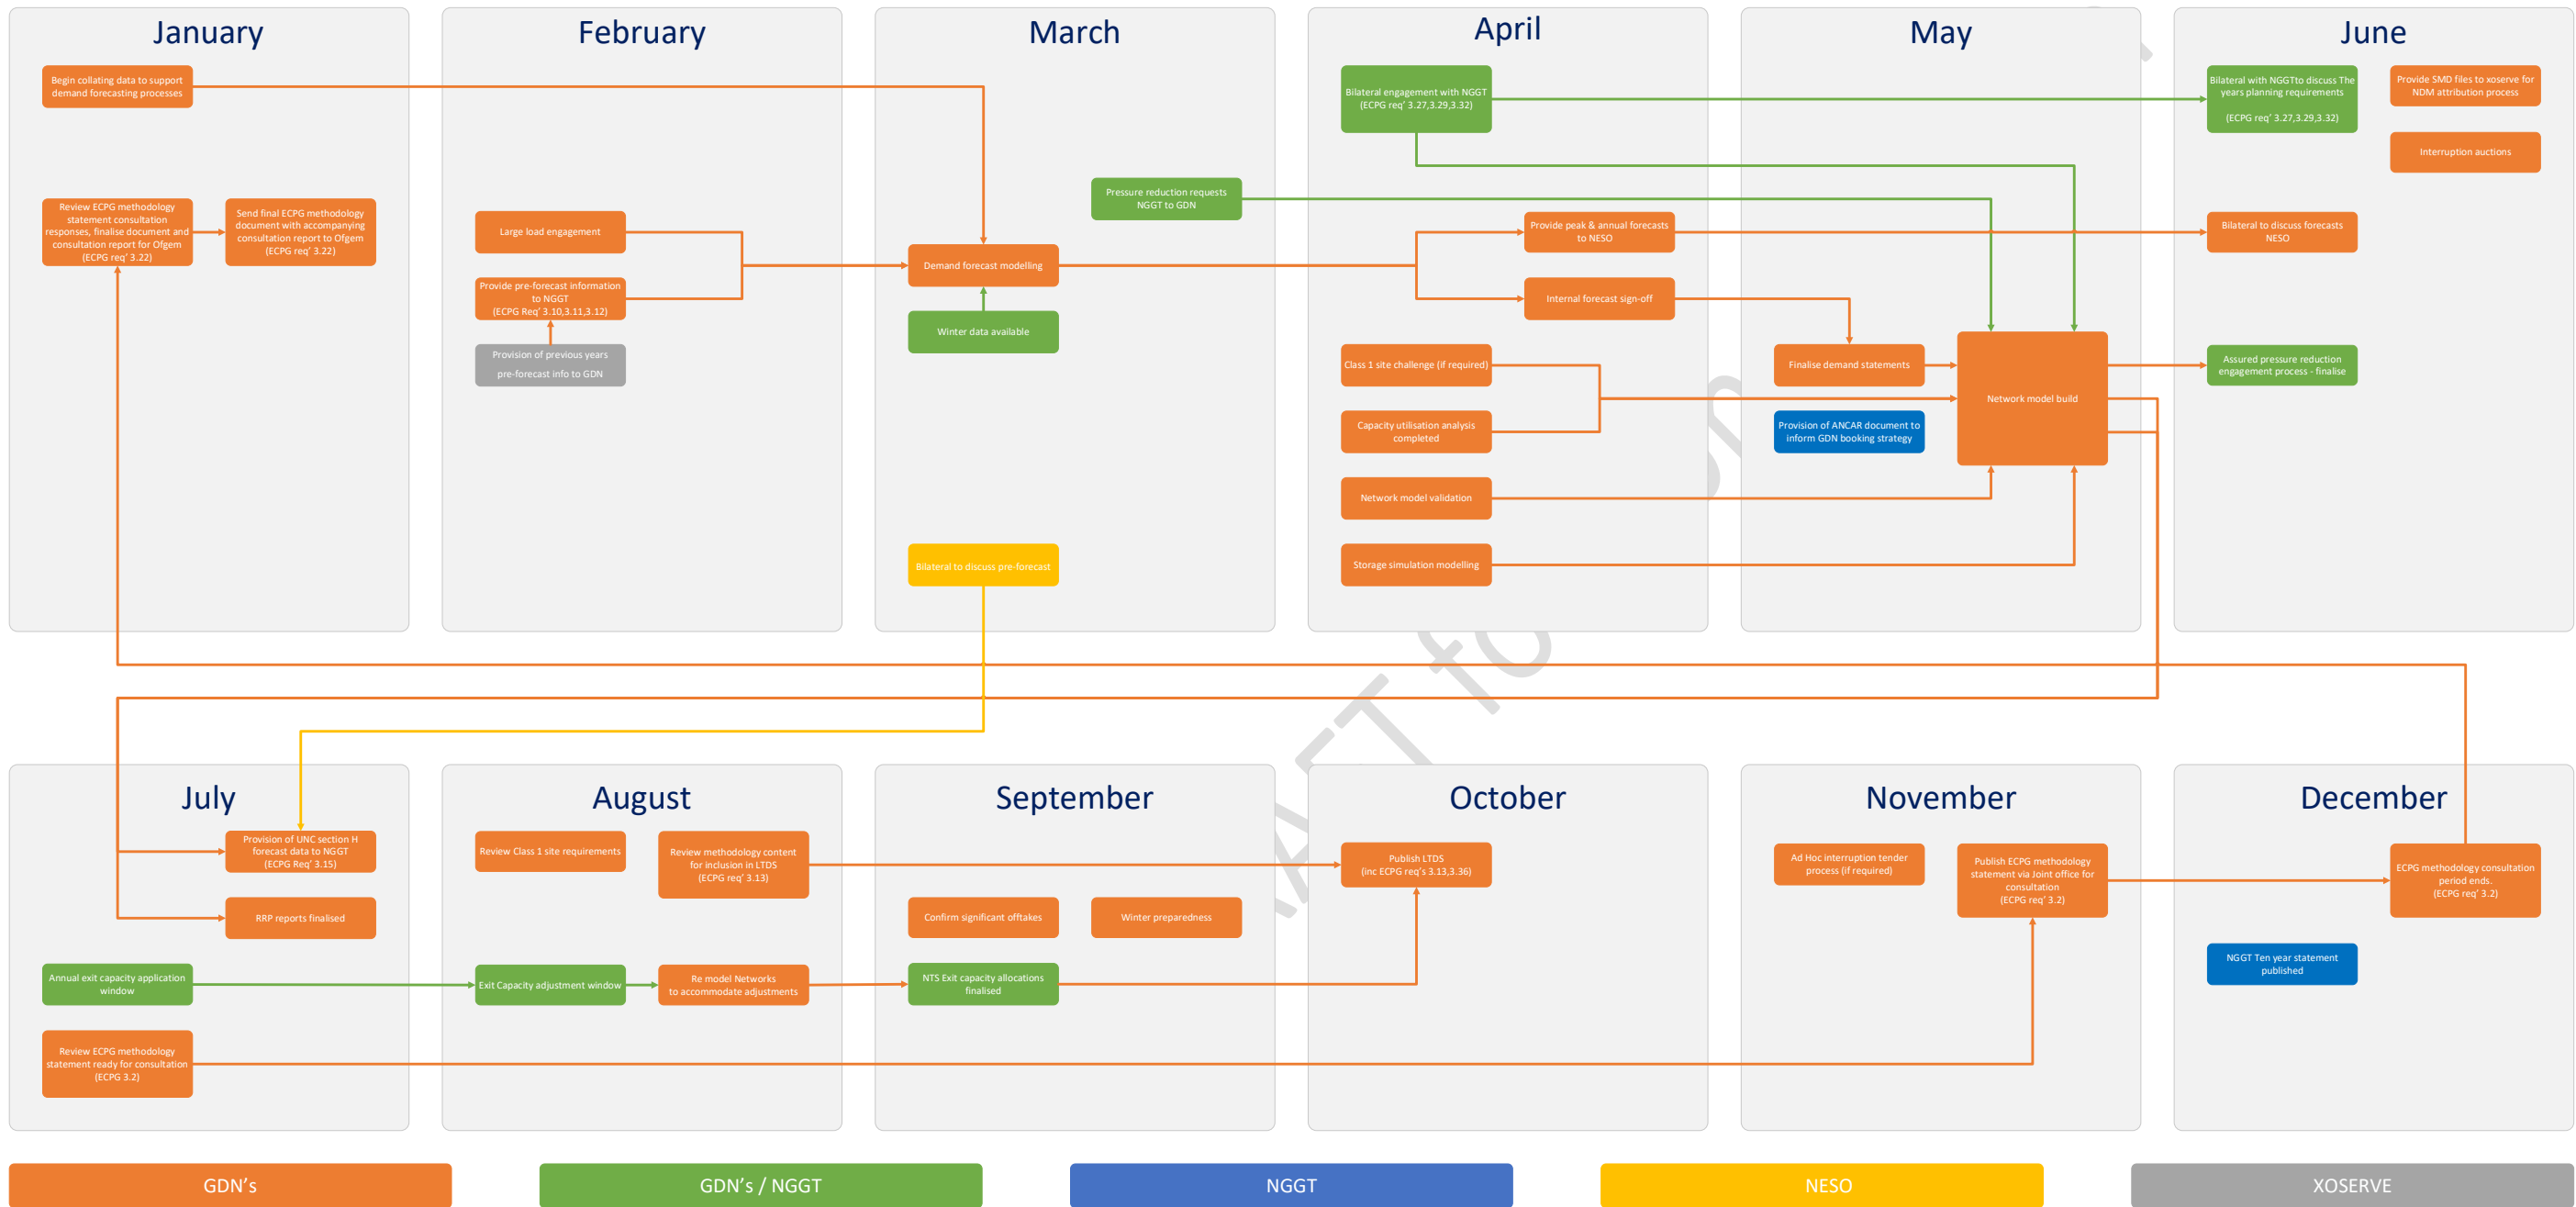 January
Begin collating data to support
demand forecasting processes
Review ECPG methodology
statement consultation
responses, finalise document and
consultation report for Ofgem
(ECPG req' 3.22)
Send final ECPG methodology
document with accompanying
consultation report to Ofgem
(ECPG req' 3.22)
February
Large load engagement
Provide pre-forecast information
to NGGT
(ECPG Req' 3.10,3.11,3.12)
Provision of previous years
pre-forecast info to GDN
March
Pressure reduction requests
NGGT to GDN
Demand forecast modelling
Winter data available
Bilateral to discuss pre-forecast
April
Bilateral engagement with NGGT
(ECPG req' 3.27,3.29,3.32)
Provide peak & annual forecasts
to NESO
Internal forecast sign-off
Class 1 site challenge (if required)
Capacity utilisation analysis
completed
Network model validation
Storage simulation modelling
May
Finalise demand statements
Provision of ANCAR document to
inform GDN booking strategy
Network model build
June
Bilateral with NGGTto discuss The
years planning requirements
(ECPG req' 3.27,3.29,3.32)
Provide SMD files to xoserve for
NDM attribution process
Interruption auctions
Bilateral to discuss forecasts
NESO
Assured pressure reduction
engagement process - finalise
July
Provision of UNC section H
forecast data to NGGT
(ECPG Req' 3.15)
RRP reports finalised
Annual exit capacity application
window
Review ECPG methodology
statement ready for consultation
(ECPG 3.2)
August
Review Class 1 site requirements
Review methodology content
for inclusion in LTDS
(ECPG req' 3.13)
Exit Capacity adjustment window
Re model Networks
to accommodate adjustments
September
Confirm significant offtakes
Winter preparedness
NTS Exit capacity allocations
finalised
October
Publish LTDS
(inc ECPG req's 3.13,3.36)
November
Ad Hoc interruption tender
process (if required)
Publish ECPG methodology
statement via Joint office for
consultation
(ECPG req' 3.2)
December
ECPG methodology consultation
period ends.
(ECPG req' 3.2)
NGGT Ten year statement
published
GDN's
GDN's / NGGT
NGGT
NESO
XOSERVE